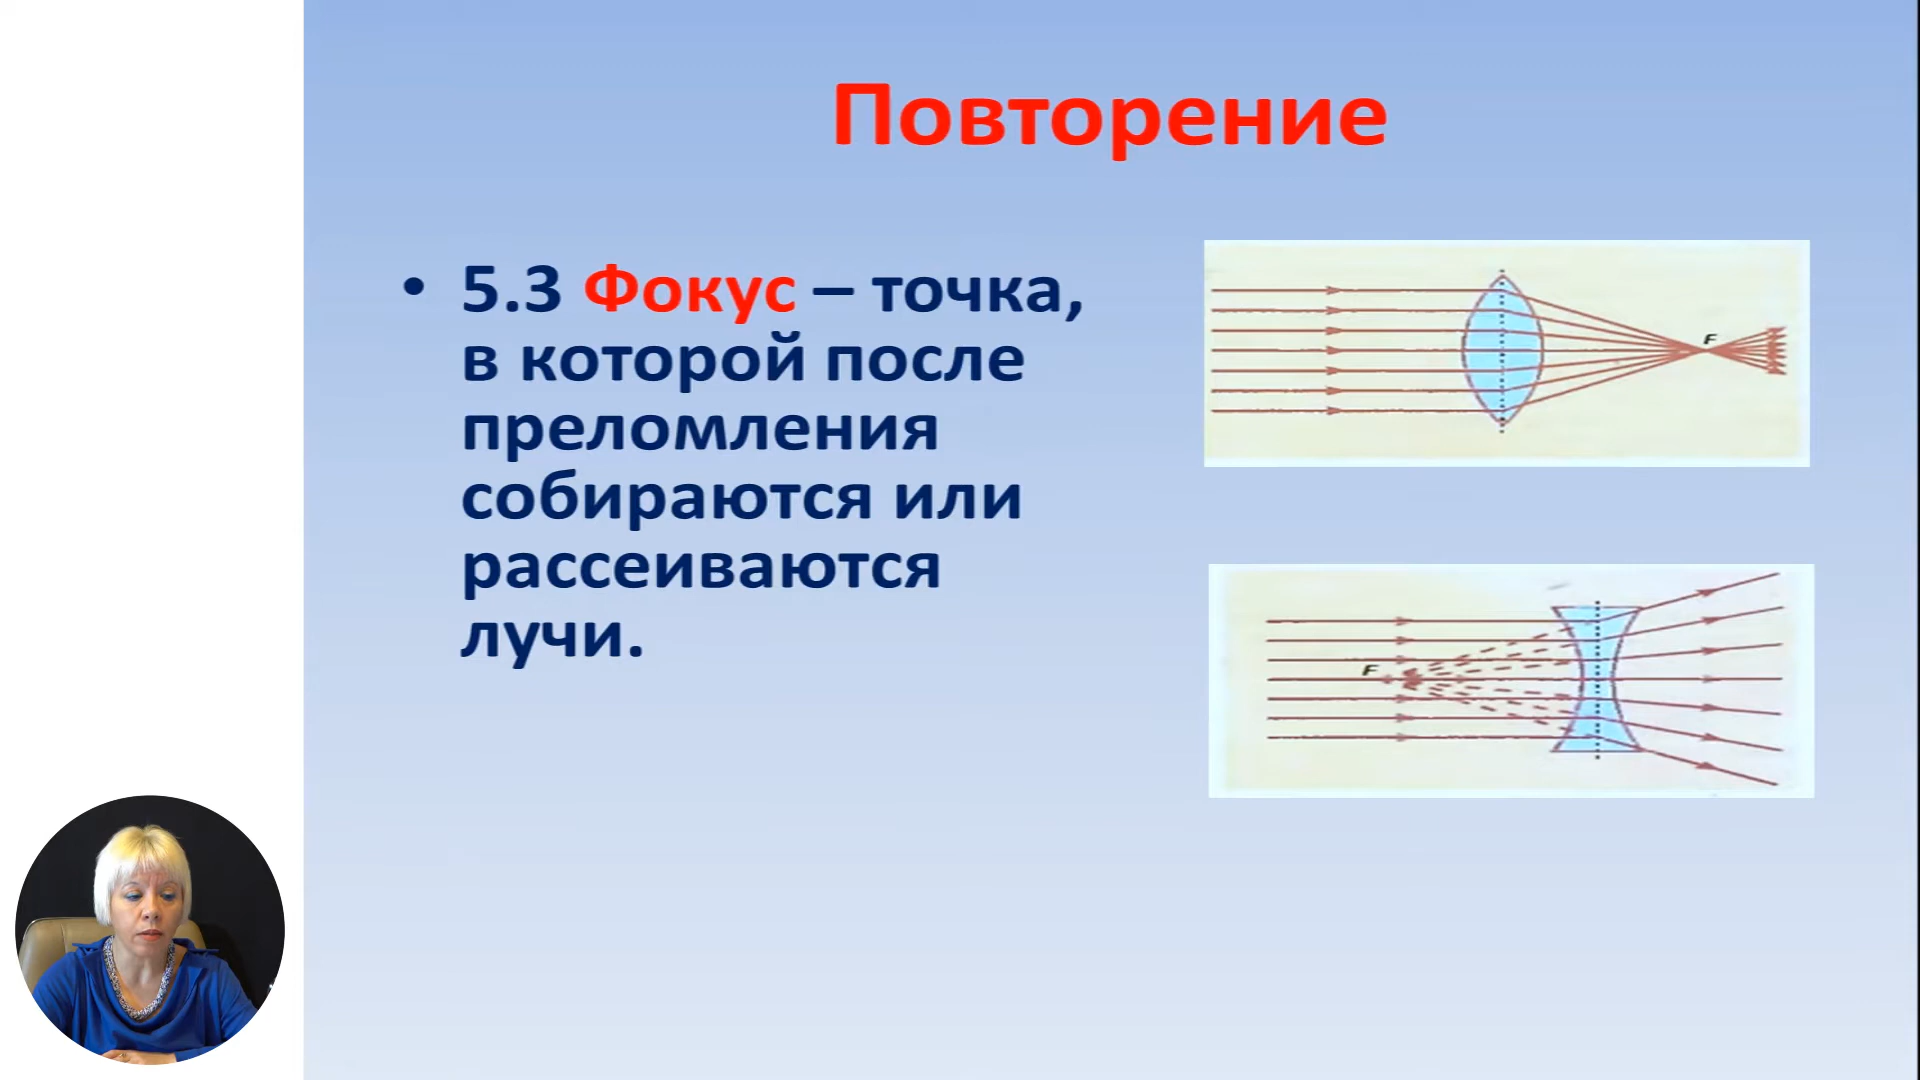 Повторение
• 5.3 Фокус – точка,
в которой после
преломления
собираются или
рассеиваются
лучи.
F
F